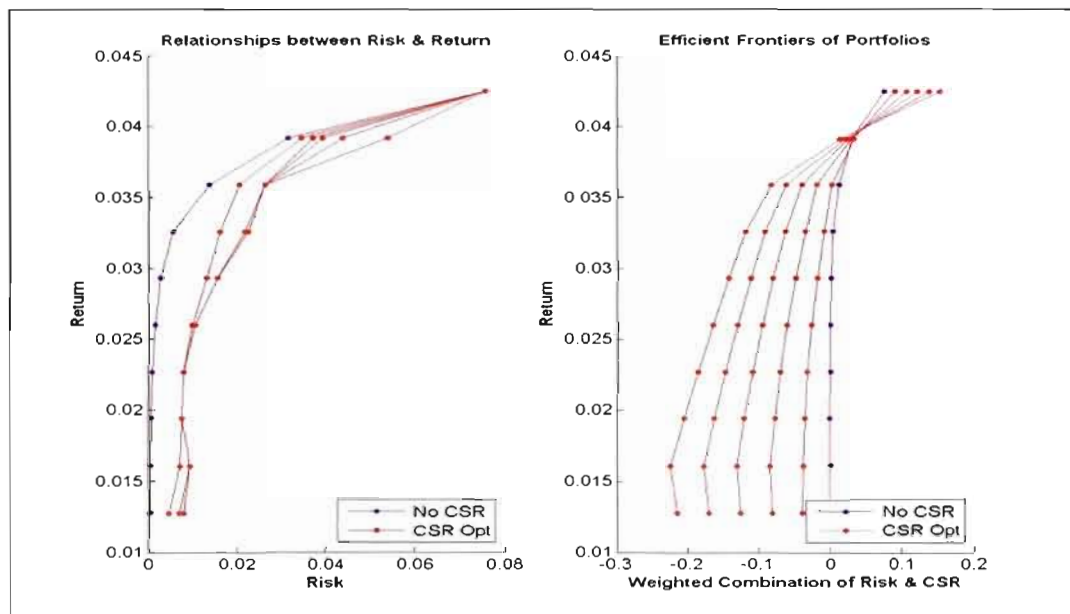 Relationships between Risk & Return
0.045
0.04
0.035
0.03
0.025
0.02
0.015
0.01
Return
0
0.02
0.04
0.06
0.08
Risk
No CSR
CSR Opt
Efficient Frontiers of Portfolios
0.045
0.04
0.035
0.03
0.025
0.02
0.015
0.01
Return
-0.3
-0.2
-0.1
0
0.1
0.2
Weighted Combination of Risk & CSR
No CSR
CSR Opt